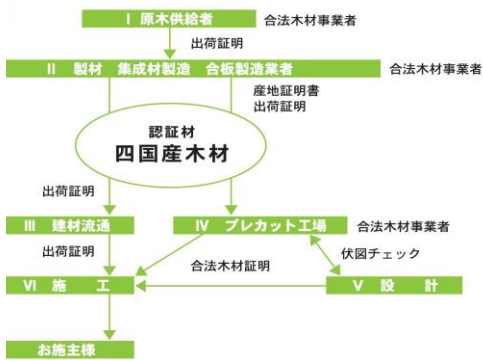 I 原木供給者
合法木材事業者
出荷証明
II 製材 集成材製造 合板製造業者
合法木材事業者
産地証明書
出荷証明
認証材
四国産木材
出荷証明
III 建材流通
IV プレカット工場
合法木材事業者
出荷証明
合法木材証明
伏図チェック
VI 施 工
V 設 計
お施主様